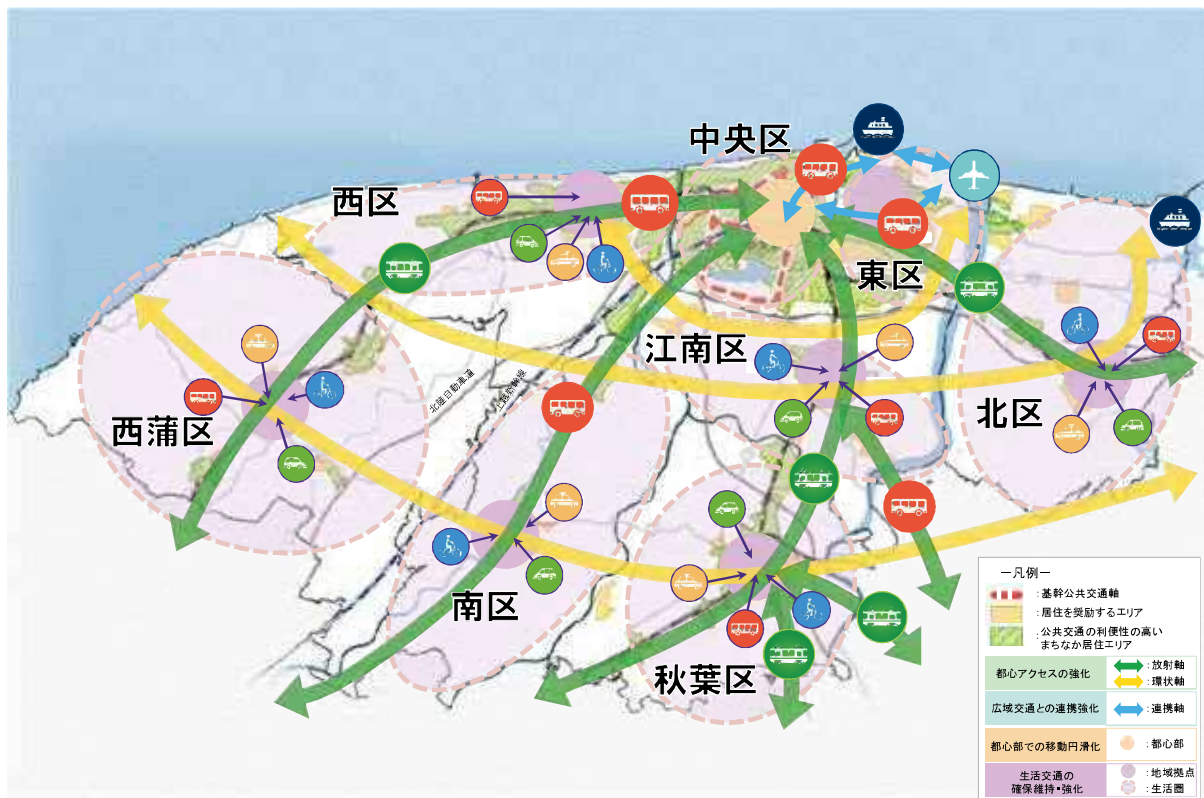 中央区
西区
東区
江南区
北区
西蒲区
北陸自動車道
上越新幹線
南区
秋葉区
―凡例―
:基幹公共交通軸
:居住を奨励するエリア
:公共交通の利便性の高い
まちなか居住エリア
都心アクセスの強化
:放射軸
:環状軸
広域交通との連携強化
:連携軸
都心部での移動円滑化
:都心部
生活交通の
確保維持・強化
:地域拠点
:生活圏